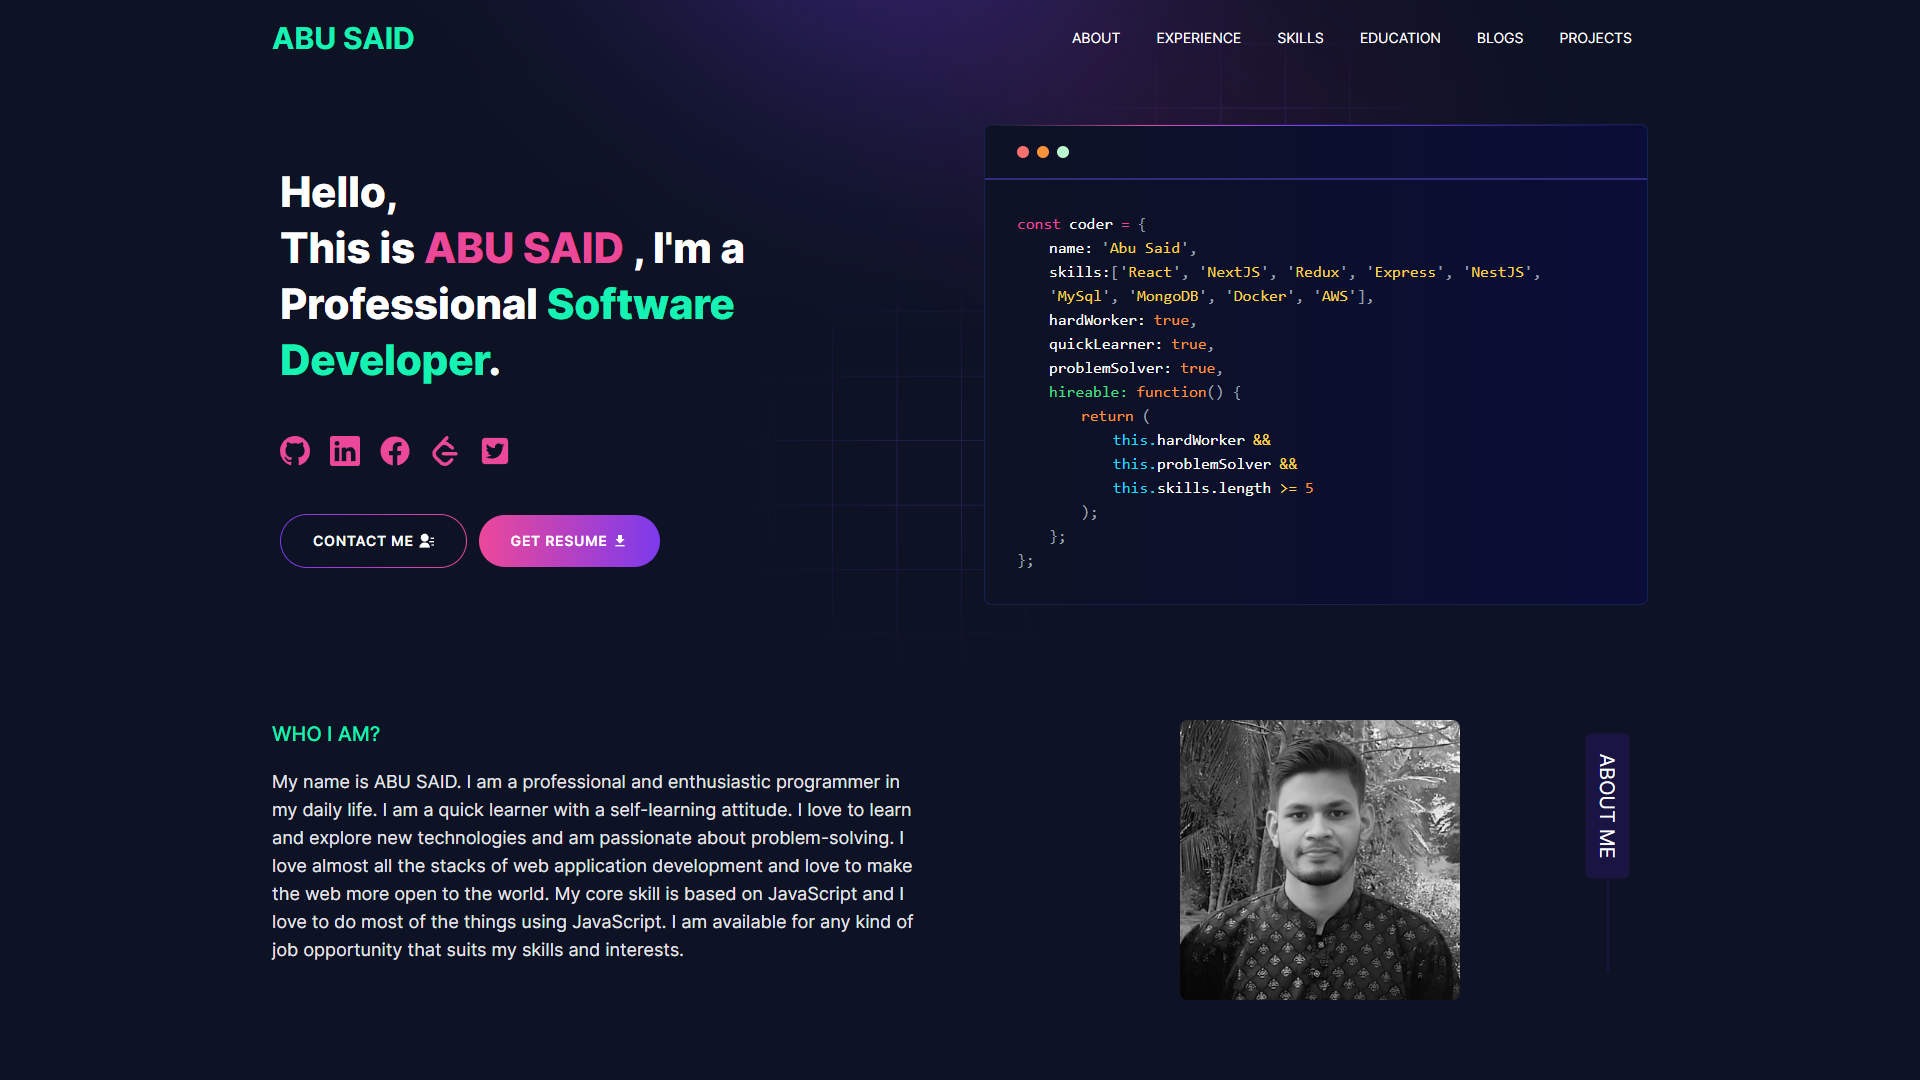 ABU SAID
ABOUT EXPERIENCE SKILLS EDUCATION BLOGS PROJECTS
Hello,
This is ABU SAID , I'm a
Professional Software
Developer.
CONTACT ME GET RESUME
const coder = {
name: 'Abu Said',
skills:['React', 'NextJS', 'Redux', 'Express', 'NestJS',
'MySql', 'MongoDB', 'Docker', 'AWS'],
hardWorker: true,
quickLearner: true,
problemSolver: true,
hireable: function() {
return (
this.hardWorker &&
this.problemSolver &&
this.skills.length >= 5
);
};
};
WHO I AM?
My name is ABU SAID. I am a professional and enthusiastic programmer in
my daily life. I am a quick learner with a self-learning attitude. I love to learn
and explore new technologies and am passionate about problem-solving. I
love almost all the stacks of web application development and love to make
the web more open to the world. My core skill is based on JavaScript and I
love to do most of the things using JavaScript. I am available for any kind of
job opportunity that suits my skills and interests.
ABOUT ME